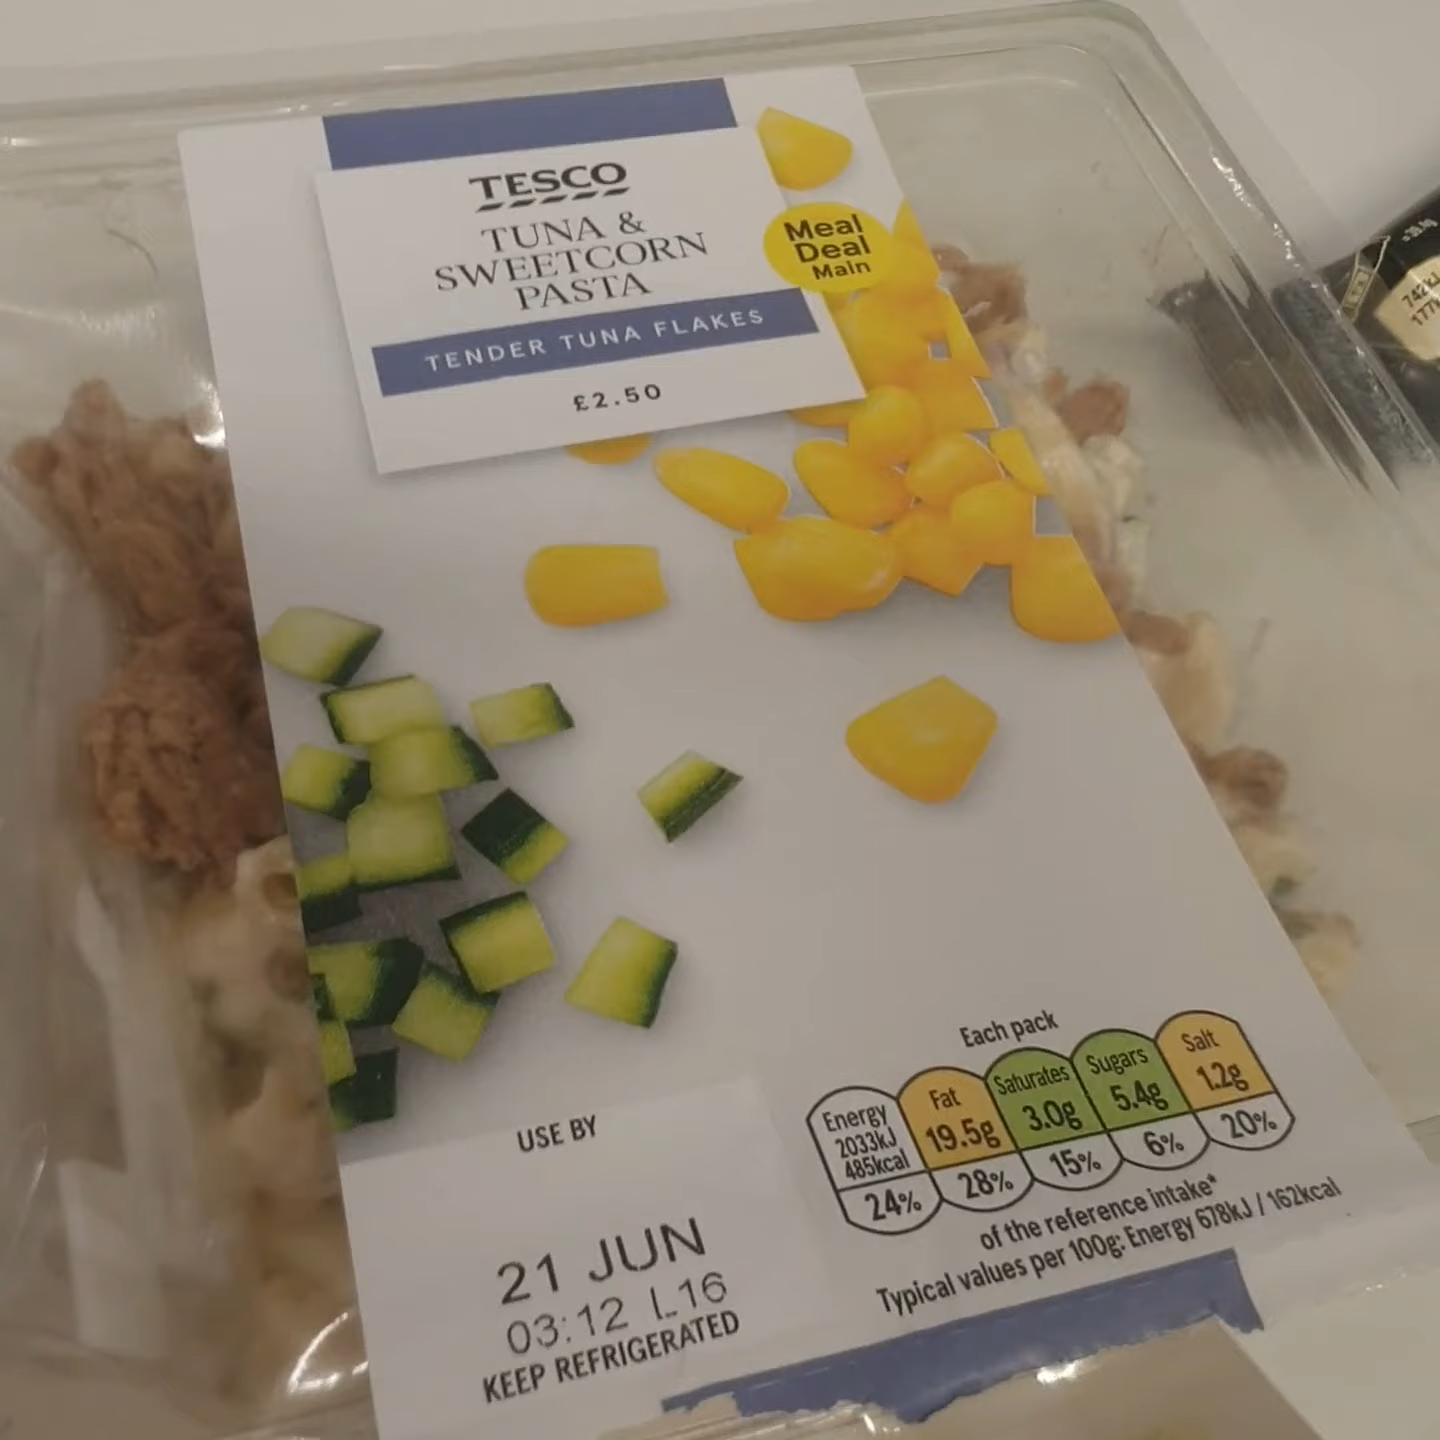 TESCO
TUNA &
SWEETCORN
PASTA
TENDER TUNA FLAKES
£2.50
Meal
Deal
Main
Each pack
Energy
2033kJ
485kcal
24%
Fat
19.5g
28%
Saturates
3.0g
15%
Sugars
5.4g
6%
Salt
1.2g
20%
of the reference intake*
Typical values per 100g: Energy 678kJ / 162kcal
USE BY
21 JUN
03:12 L16
KEEP REFRIGERATED